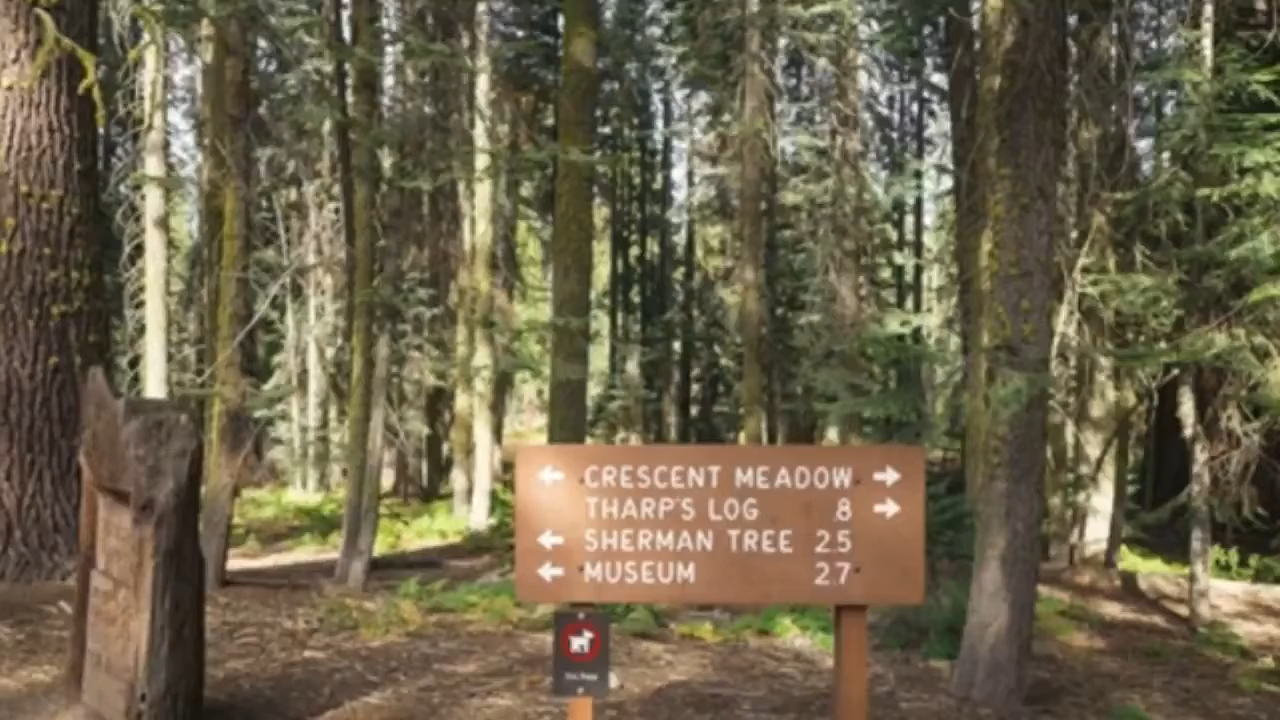 ← CRESCENT MEADOW →
THARP'S LOG .8 →
← SHERMAN TREE 2.5
← MUSEUM 2.7